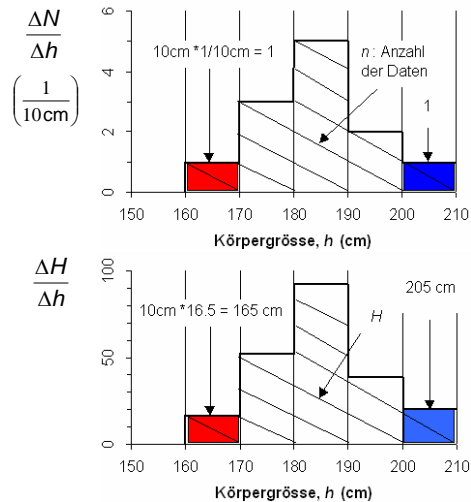 ΔN
Δh
(1
10cm)
6
4
2
0
10cm*1/10cm = 1
n: Anzahl
der Daten
1
150 160 170 180 190 200 210
Körpergrösse, h (cm)
ΔH
Δh
100
50
0
10cm *16.5 = 165 cm
H
205 cm
150 160 170 180 190 200 210
Körpergrösse, h (cm)